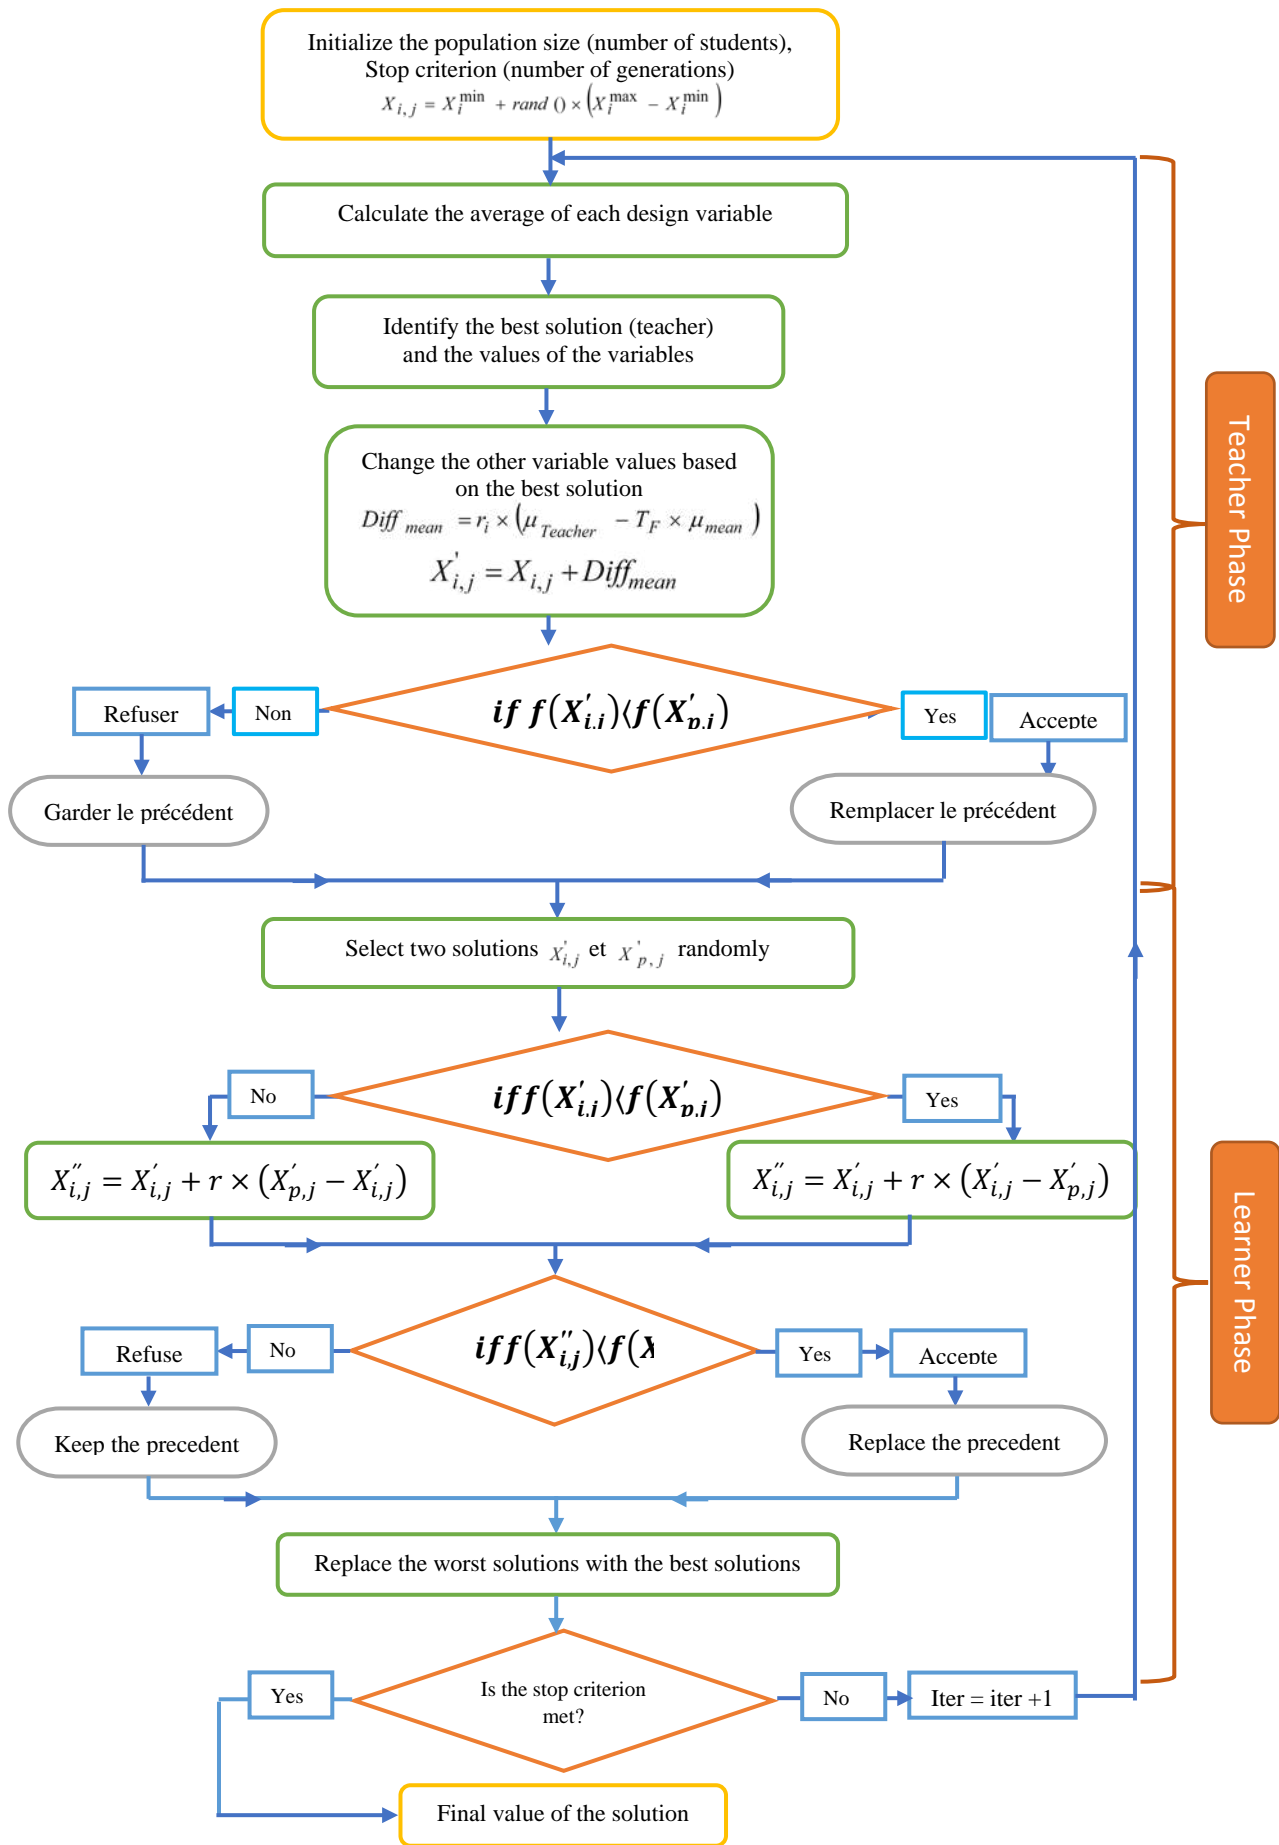 Initialize the population size (number of students),
Stop criterion (number of generations)
X_{i,j} = X_i^{min} + rand () × (X_i^{max} − X_i^{min})
Calculate the average of each design variable
Identify the best solution (teacher)
and the values of the variables
Change the other variable values based
on the best solution
Diff_{mean} = r_i × (μ_{Teacher} − T_F × μ_{mean})
X'_{i,j} = X_{i,j} + Diff_{mean}
Teacher Phase
if f(X'_{i,j})⟨f(X'_{p,j})
Refuser
Non
Yes
Accepte
Garder le précédent
Remplacer le précédent
Select two solutions X'_{i,j} et X'_{p,j} randomly
iff(X'_{i,j})⟨f(X'_{p,j})
No
Yes
X''_{i,j} = X'_{i,j} + r × (X'_{p,j} − X'_{i,j})
X''_{i,j} = X'_{i,j} + r × (X'_{i,j} − X'_{p,j})
Learner Phase
iff(X''_{i,j})⟨f(X
Refuse
No
Yes
Accepte
Keep the precedent
Replace the precedent
Replace the worst solutions with the best solutions
Is the stop criterion
met?
Yes
No
Iter = iter +1
Final value of the solution